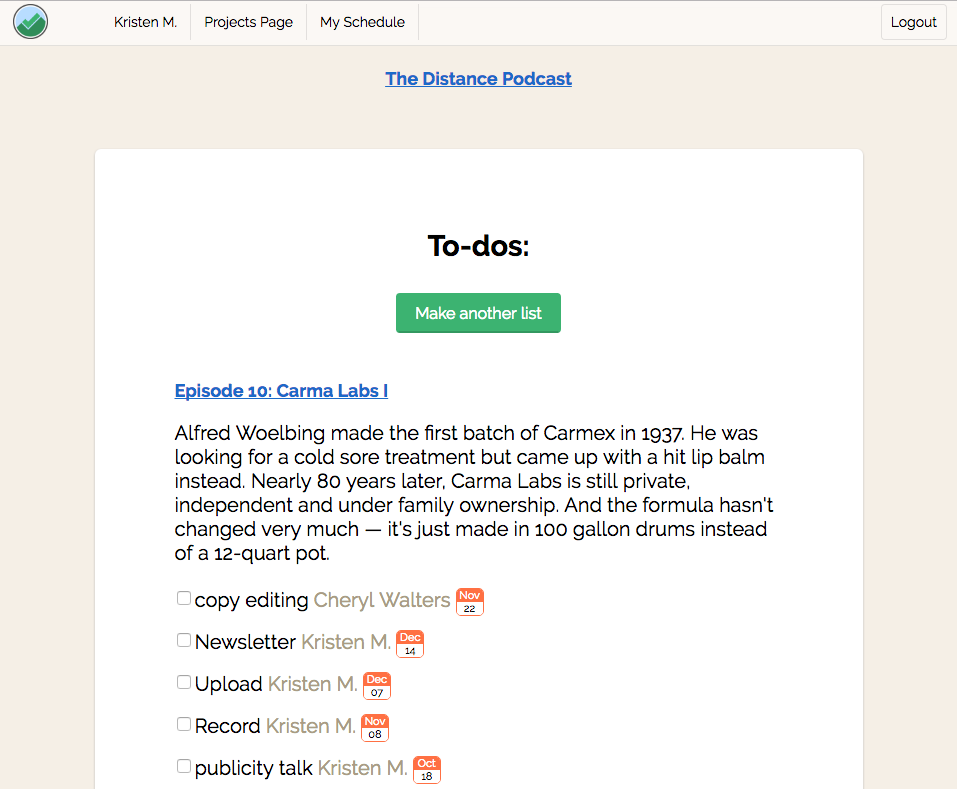 Kristen M. Projects Page My Schedule Logout
The Distance Podcast
To-dos:
Make another list
Episode 10: Carma Labs I
Alfred Woelbing made the first batch of Carmex in 1937. He was
looking for a cold sore treatment but came up with a hit lip balm
instead. Nearly 80 years later, Carma Labs is still private,
independent and under family ownership. And the formula hasn't
changed very much — it's just made in 100 gallon drums instead
of a 12-quart pot.
copy editing Cheryl Walters Nov 22
Newsletter Kristen M. Dec 14
Upload Kristen M. Dec 07
Record Kristen M. Nov 08
publicity talk Kristen M. Oct 18